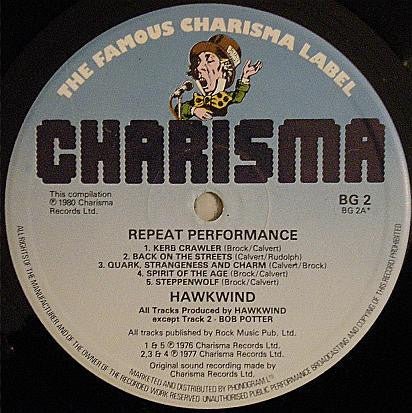 THE FAMOUS CHARISMA LABEL
CHARISMA
This compilation
℗ 1980 Charisma
Records Ltd.
BG 2
BG 2A*
REPEAT PERFORMANCE
1. KERB CRAWLER (Brock/Calvert)
2. BACK ON THE STREETS (Calvert/Rudolph)
3. QUARK, STRANGENESS AND CHARM (Calvert/Brock)
4. SPIRIT OF THE AGE (Brock/Calvert)
5. STEPPENWOLF (Brock/Calvert)
HAWKWIND
All Tracks Produced by HAWKWIND
except Track 2 - BOB POTTER
All tracks published by Rock Music Pub. Ltd.
1 & 5 ℗ 1976 Charisma Records Ltd.
2,3 & 4 ℗ 1977 Charisma Records Ltd.
Original sound recording made by
Charisma Records Ltd.
MARKETED AND DISTRIBUTED BY PHONOGRAM LTD
ALL RIGHTS OF THE MANUFACTURER AND OF THE OWNER OF THE RECORDED WORK RESERVED. UNAUTHORISED PUBLIC PERFORMANCE BROADCASTING AND COPYING OF THIS RECORD PROHIBITED